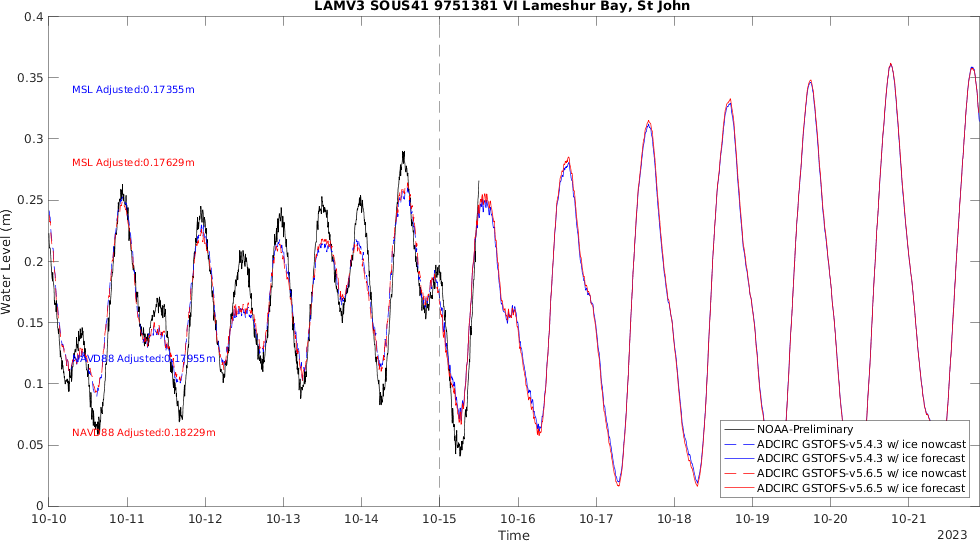 LAMV3 SOUS41 9751381 VI Lameshur Bay, St John
0.4
0.35
0.3
0.25
0.2
0.15
0.1
0.05
0
Water Level (m)
MSL Adjusted:0.17355m
MSL Adjusted:0.17629m
NAVD88 Adjusted:0.17955m
NAVD88 Adjusted:0.18229m
NOAA-Preliminary
ADCIRC GSTOFS-v5.4.3 w/ ice nowcast
ADCIRC GSTOFS-v5.4.3 w/ ice forecast
ADCIRC GSTOFS-v5.6.5 w/ ice nowcast
ADCIRC GSTOFS-v5.6.5 w/ ice forecast
10-10 10-11 10-12 10-13 10-14 10-15 10-16 10-17 10-18 10-19 10-20 10-21
Time
2023